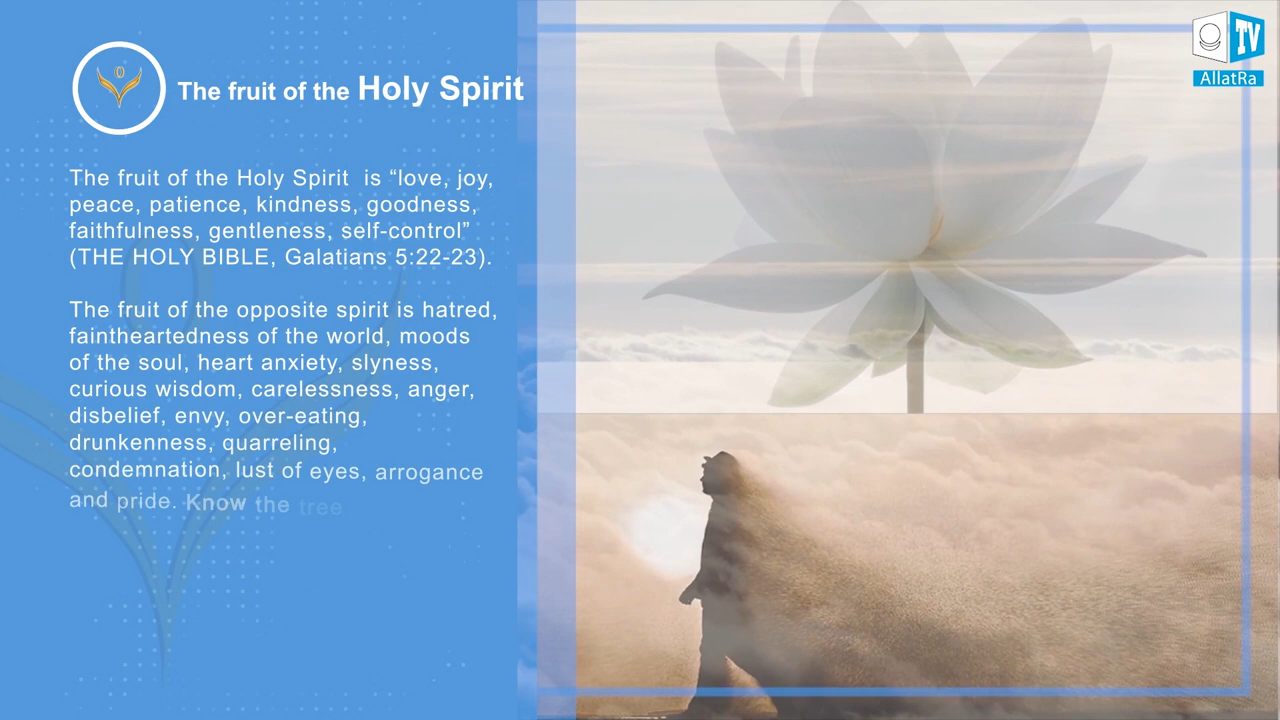 The fruit of the Holy Spirit
The fruit of the Holy Spirit is “love, joy,
peace, patience, kindness, goodness,
faithfulness, gentleness, self-control”
(THE HOLY BIBLE, Galatians 5:22-23).
The fruit of the opposite spirit is hatred,
faintheartedness of the world, moods
of the soul, heart anxiety, slyness,
curious wisdom, carelessness, anger,
disbelief, envy, over-eating,
drunkenness, quarreling,
condemnation, lust of eyes, arrogance
and pride. Know the tree
TV
AllatRa